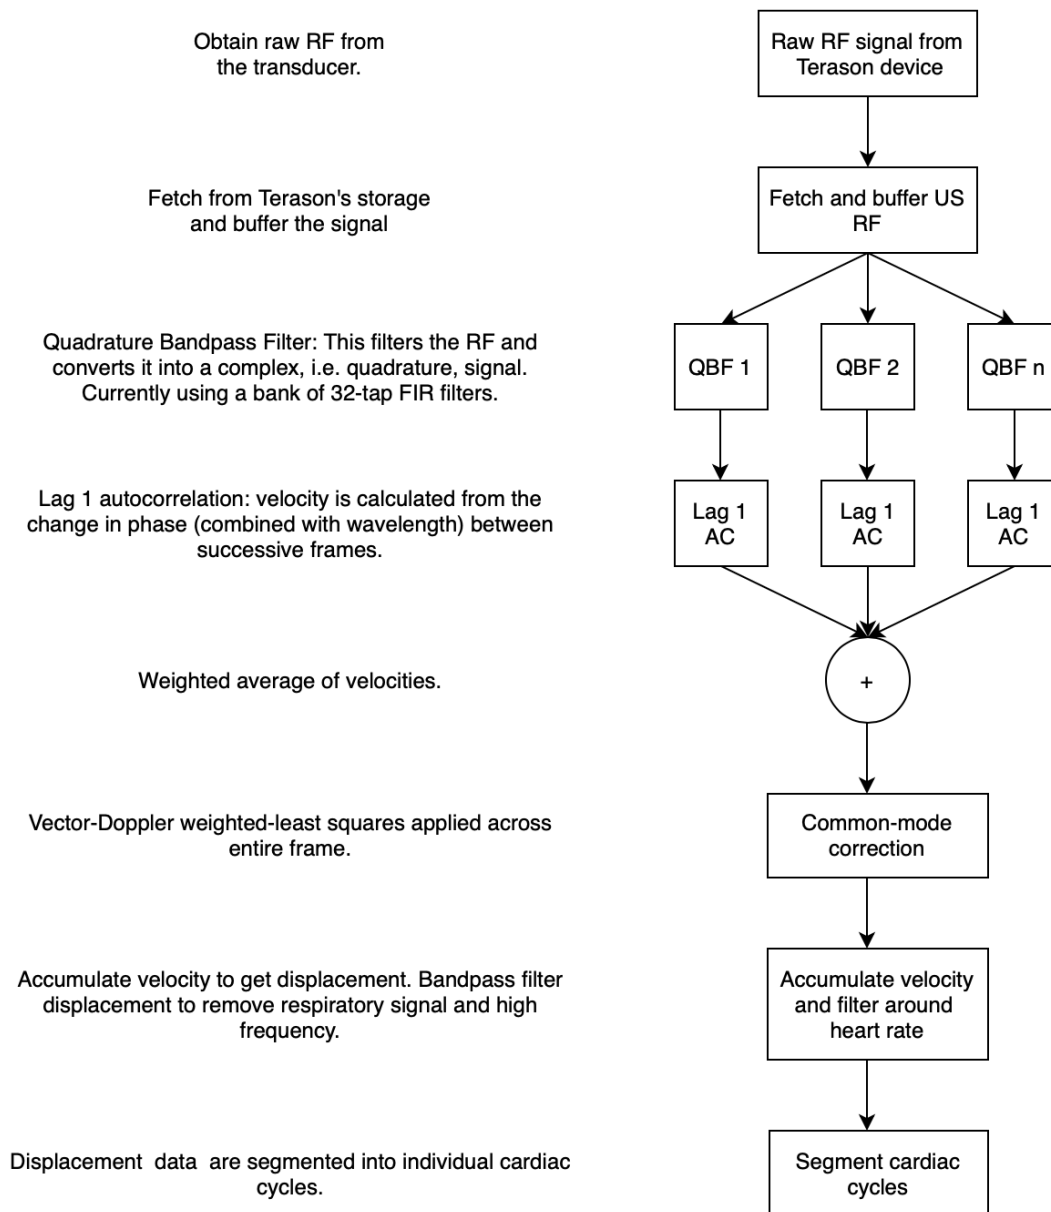 Obtain raw RF from
the transducer.
Raw RF signal from
Terason device
Fetch from Terason's storage
and buffer the signal
Fetch and buffer US
RF
Quadrature Bandpass Filter: This filters the RF and
converts it into a complex, i.e. quadrature, signal.
Currently using a bank of 32-tap FIR filters.
QBF 1
QBF 2
QBF n
Lag 1 autocorrelation: velocity is calculated from the
change in phase (combined with wavelength) between
successive frames.
Lag 1
AC
Lag 1
AC
Lag 1
AC
Weighted average of velocities.
+
Vector-Doppler weighted-least squares applied across
entire frame.
Common-mode
correction
Accumulate velocity to get displacement. Bandpass filter
displacement to remove respiratory signal and high
frequency.
Accumulate velocity
and filter around
heart rate
Displacement  data  are segmented into individual cardiac
cycles.
Segment cardiac
cycles